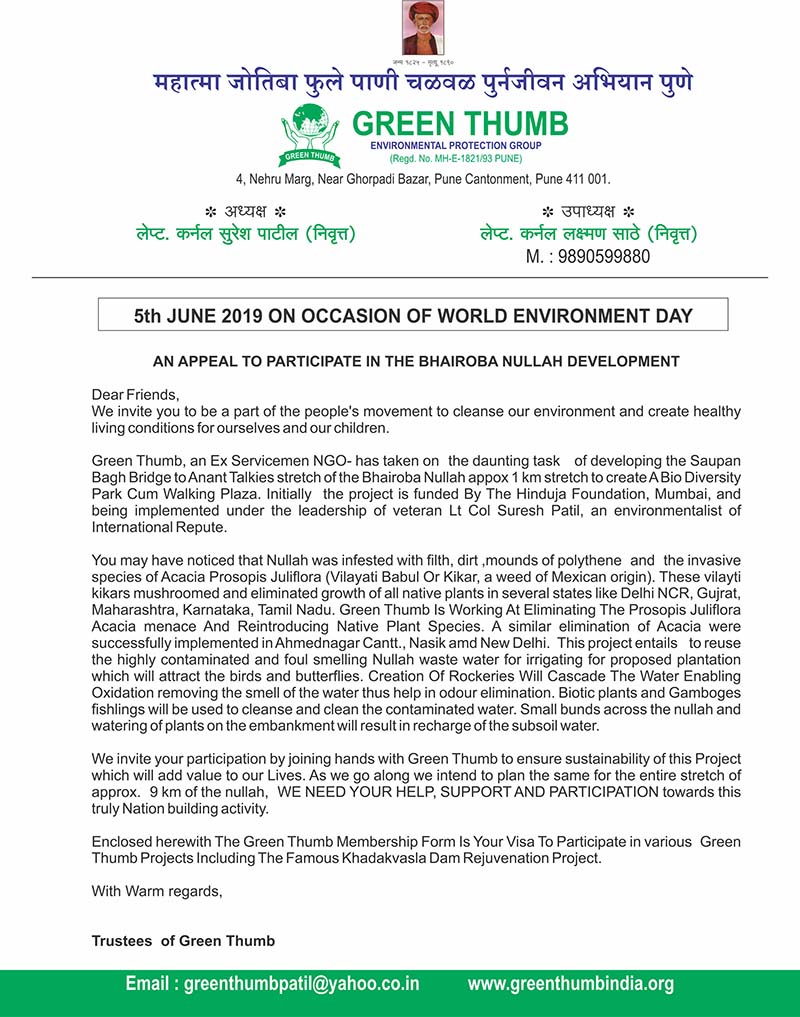 जन्म १८२५ - मृत्यू १८९०
महात्मा जोतिबा फुले पाणी चळवळ पुर्नजीवन अभियान पुणे
GREEN THUMB
GREEN THUMB
ENVIRONMENTAL PROTECTION GROUP
(Regd. No. MH-E-1821/93 PUNE)
4, Nehru Marg, Near Ghorpadi Bazar, Pune Cantonment, Pune 411 001.
✽ अध्यक्ष ✽
लेप्ट. कर्नल सुरेश पाटील (निवृत्त)
✽ उपाध्यक्ष ✽
लेप्ट. कर्नल लक्ष्मण साठे (निवृत्त)
M. : 9890599880
5th JUNE 2019 ON OCCASION OF WORLD ENVIRONMENT DAY
AN APPEAL TO PARTICIPATE IN THE BHAIROBA NULLAH DEVELOPMENT
Dear Friends,
We invite you to be a part of the people's movement to cleanse our environment and create healthy
living conditions for ourselves and our children.
Green Thumb, an Ex Servicemen NGO- has taken on the daunting task of developing the Saupan
Bagh Bridge to Anant Talkies stretch of the Bhairoba Nullah appox 1 km stretch to create A Bio Diversity
Park Cum Walking Plaza. Initially the project is funded By The Hinduja Foundation, Mumbai, and
being implemented under the leadership of veteran Lt Col Suresh Patil, an environmentalist of
International Repute.
You may have noticed that Nullah was infested with filth, dirt ,mounds of polythene and the invasive
species of Acacia Prosopis Juliflora (Vilayati Babul Or Kikar, a weed of Mexican origin). These vilayti
kikars mushroomed and eliminated growth of all native plants in several states like Delhi NCR, Gujrat,
Maharashtra, Karnataka, Tamil Nadu. Green Thumb Is Working At Eliminating The Prosopis Juliflora
Acacia menace And Reintroducing Native Plant Species. A similar elimination of Acacia were
successfully implemented in Ahmednagar Cantt., Nasik amd New Delhi. This project entails to reuse
the highly contaminated and foul smelling Nullah waste water for irrigating for proposed plantation
which will attract the birds and butterflies. Creation Of Rockeries Will Cascade The Water Enabling
Oxidation removing the smell of the water thus help in odour elimination. Biotic plants and Gamboges
fishlings will be used to cleanse and clean the contaminated water. Small bunds across the nullah and
watering of plants on the embankment will result in recharge of the subsoil water.
We invite your participation by joining hands with Green Thumb to ensure sustainability of this Project
which will add value to our Lives. As we go along we intend to plan the same for the entire stretch of
approx. 9 km of the nullah, WE NEED YOUR HELP, SUPPORT AND PARTICIPATION towards this
truly Nation building activity.
Enclosed herewith The Green Thumb Membership Form Is Your Visa To Participate in various Green
Thumb Projects Including The Famous Khadakvasla Dam Rejuvenation Project.
With Warm regards,
Trustees of Green Thumb
Email : greenthumbpatil@yahoo.co.in www.greenthumbindia.org